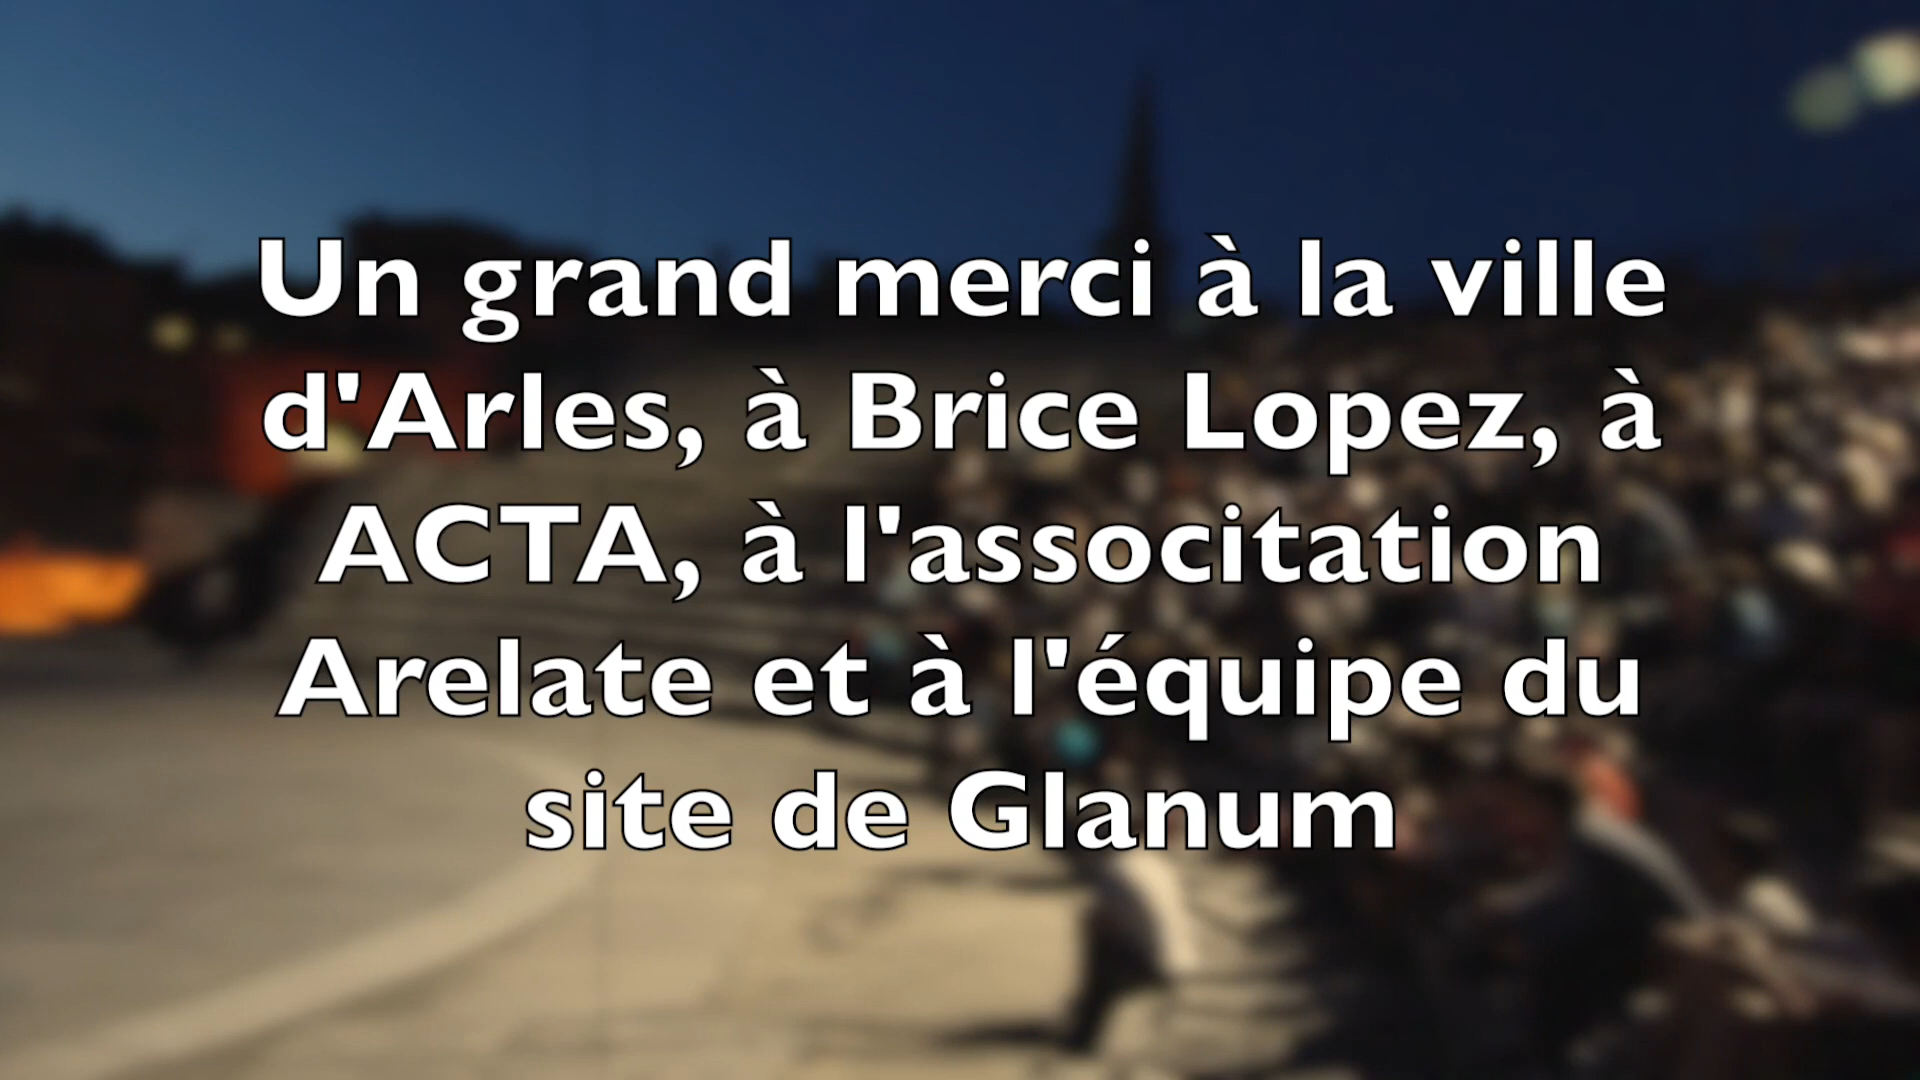 Un grand merci à la ville
d'Arles, à Brice Lopez, à
ACTA, à l'associtation
Arelate et à l'équipe du
site de Glanum